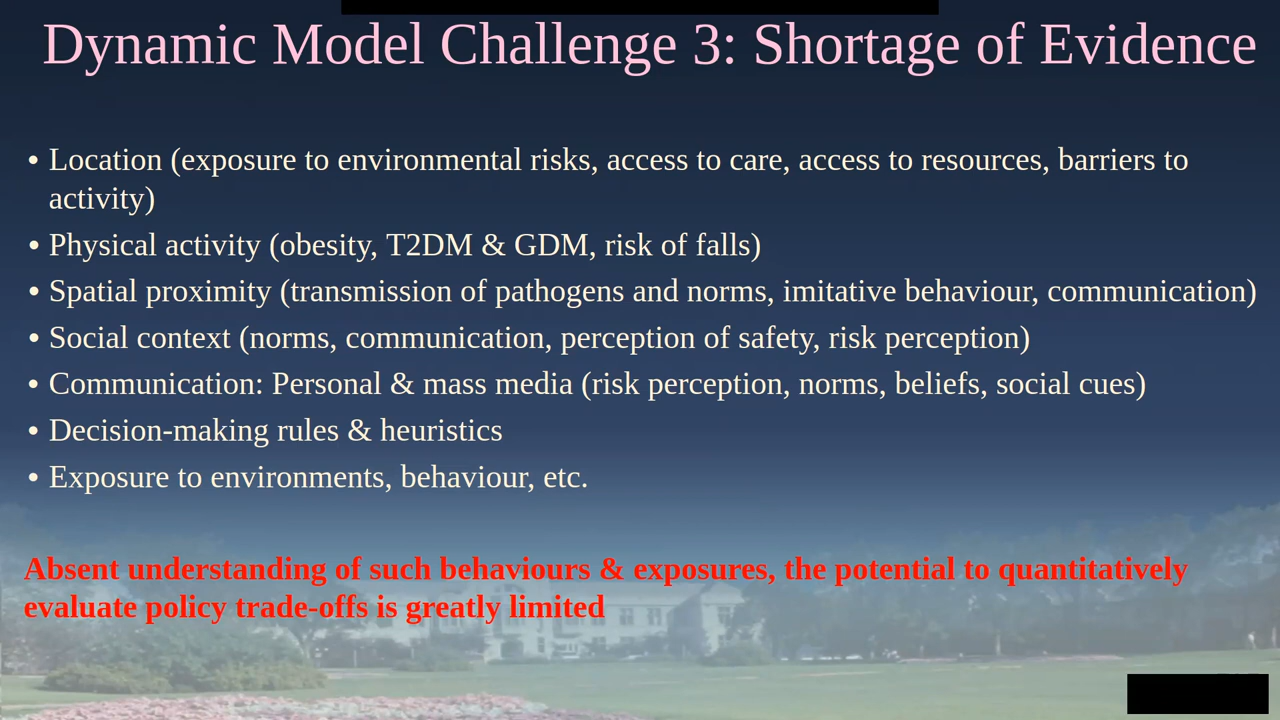 Dynamic Model Challenge 3: Shortage of Evidence
• Location (exposure to environmental risks, access to care, access to resources, barriers to
activity)
• Physical activity (obesity, T2DM & GDM, risk of falls)
• Spatial proximity (transmission of pathogens and norms, imitative behaviour, communication)
• Social context (norms, communication, perception of safety, risk perception)
• Communication: Personal & mass media (risk perception, norms, beliefs, social cues)
• Decision-making rules & heuristics
• Exposure to environments, behaviour, etc.
Absent understanding of such behaviours & exposures, the potential to quantitatively
evaluate policy trade-offs is greatly limited